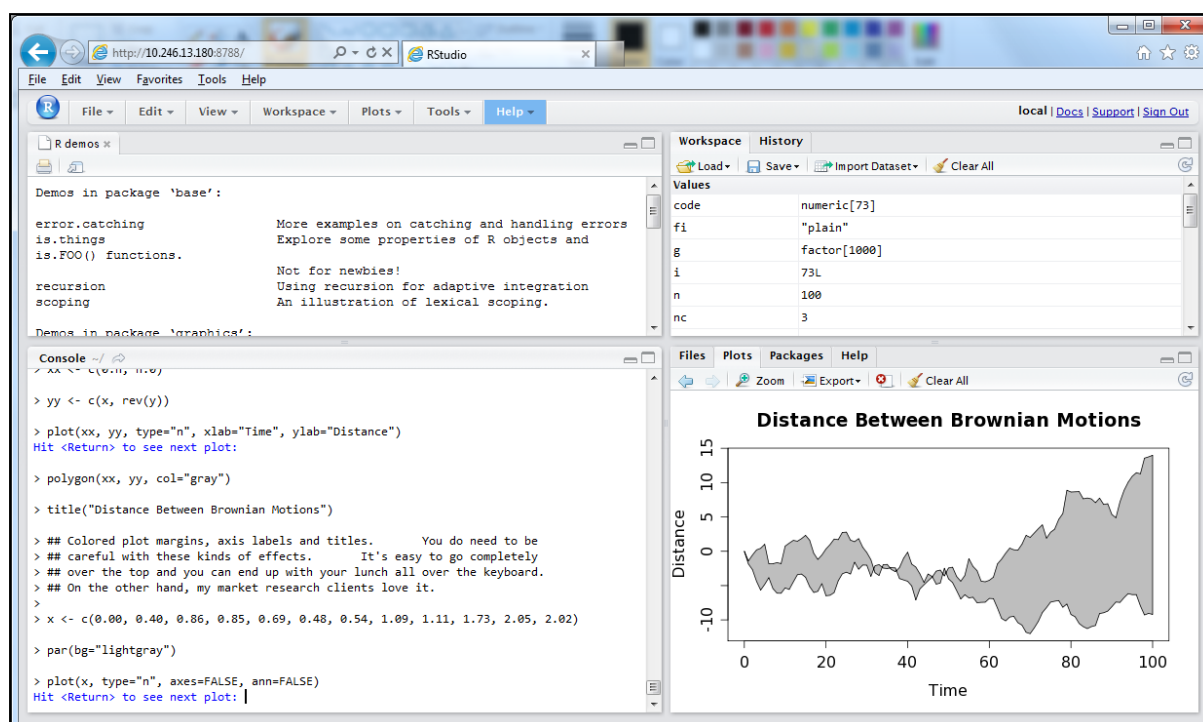 http://10.246.13.180:8788/
RStudio
File Edit View Favorites Tools Help
R File Edit View Workspace Plots Tools Help local | Docs | Support | Sign Out
R demos
Demos in package `base':
error.catching More examples on catching and handling errors
is.things Explore some properties of R objects and
is.FOO() functions.
Not for newbies!
recursion Using recursion for adaptive integration
scoping An illustration of lexical scoping.
Demos in package `graphics':
Workspace History
Load Save Import Dataset Clear All
Values
code numeric[73]
fi "plain"
g factor[1000]
i 73L
n 100
nc 3
Console ~/
> xx <- c(0:n, n:0)
> yy <- c(x, rev(y))
> plot(xx, yy, type="n", xlab="Time", ylab="Distance")
Hit <Return> to see next plot:
> polygon(xx, yy, col="gray")
> title("Distance Between Brownian Motions")
> ## Colored plot margins, axis labels and titles. You do need to be
> ## careful with these kinds of effects. It's easy to go completely
> ## over the top and you can end up with your lunch all over the keyboard.
> ## On the other hand, my market research clients love it.
>
> x <- c(0.00, 0.40, 0.86, 0.85, 0.69, 0.48, 0.54, 1.09, 1.11, 1.73, 2.05, 2.02)
> par(bg="lightgray")
> plot(x, type="n", axes=FALSE, ann=FALSE)
Hit <Return> to see next plot:
Files Plots Packages Help
Zoom Export Clear All
Distance Between Brownian Motions
Distance
15
10
5
0
-10
0 20 40 60 80 100
Time